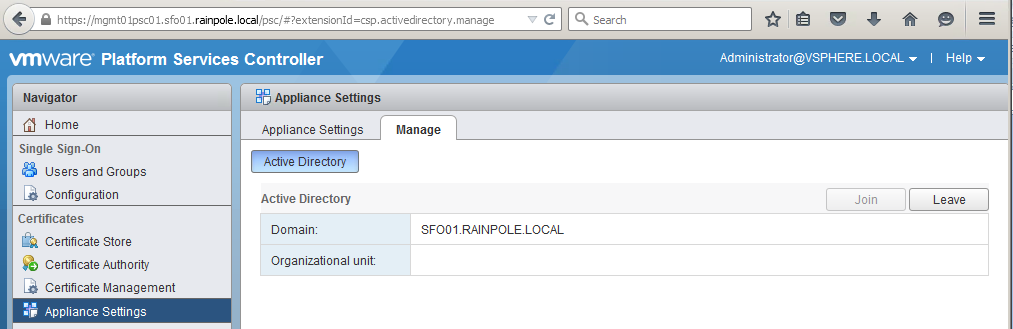 https://mgmt01psc01.sfo01.rainpole.local/psc/#?extensionId=csp.activedirectory.manage
Search
vmware® Platform Services Controller
Administrator@VSPHERE.LOCAL | Help
Navigator
Home
Single Sign-On
Users and Groups
Configuration
Certificates
Certificate Store
Certificate Authority
Certificate Management
Appliance Settings
Appliance Settings
Appliance Settings Manage
Active Directory
Active Directory Join Leave
Domain: SFO01.RAINPOLE.LOCAL
Organizational unit: